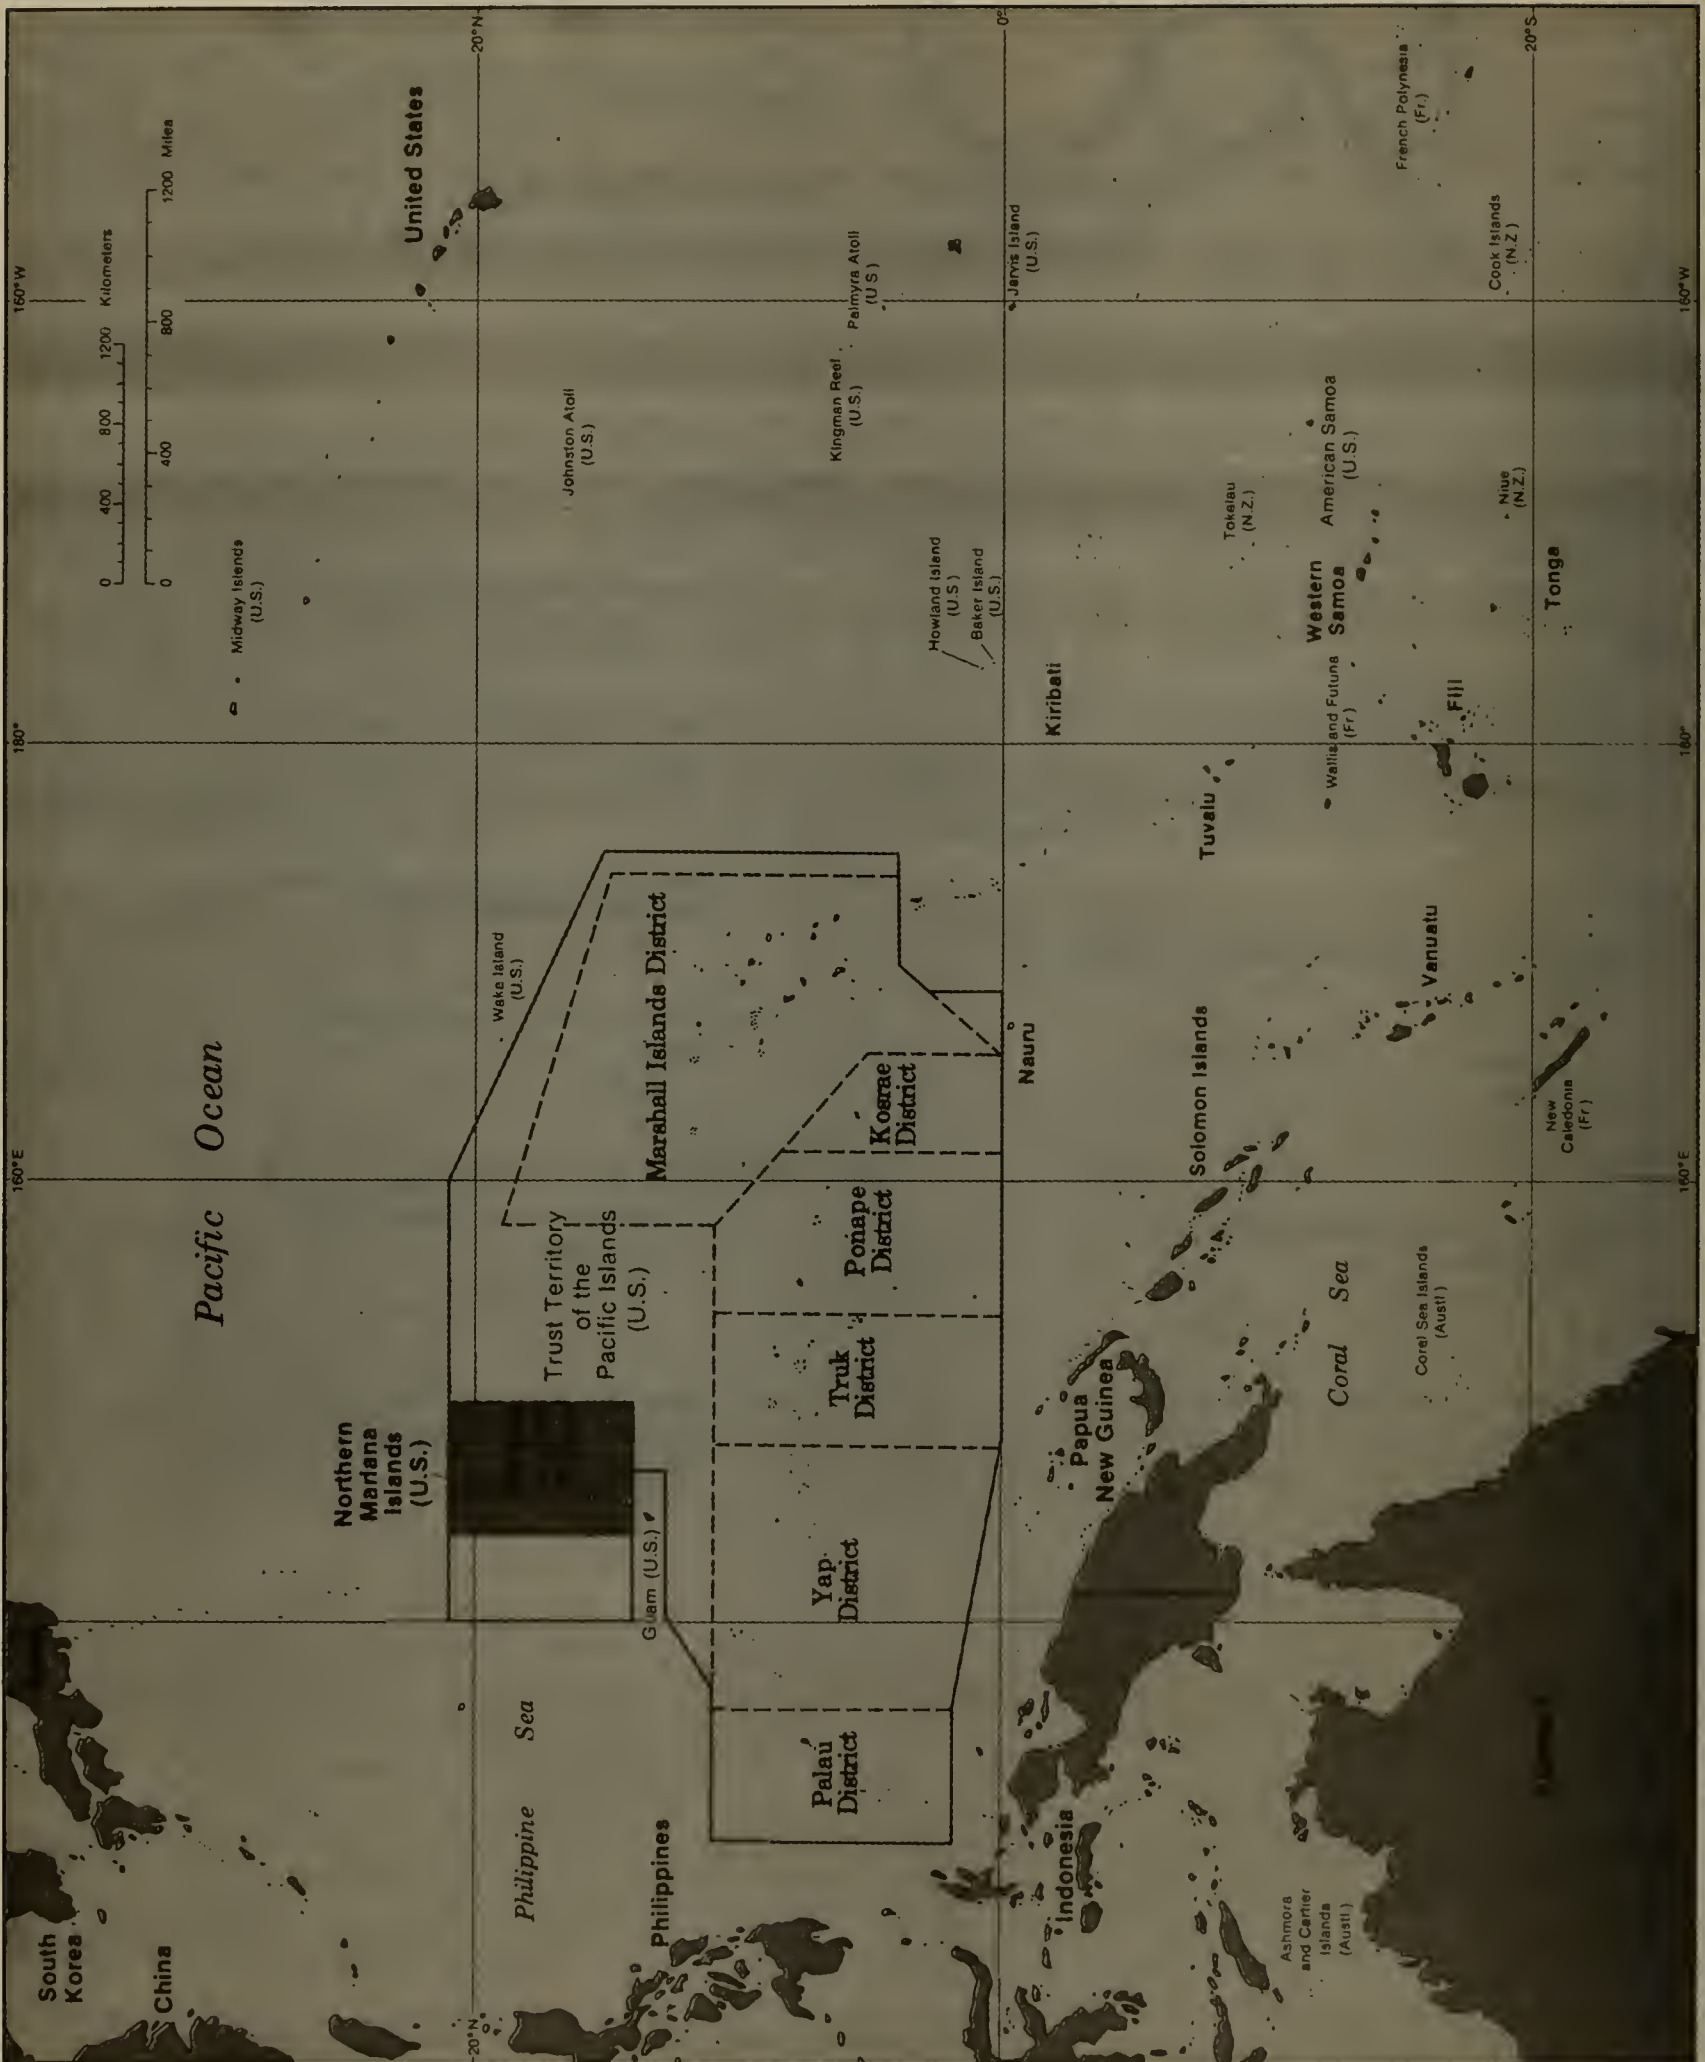 160°E
180°
160°W
South
Korea
China
Pacific Ocean
Midway Islands
(U.S.)
0 400 800 1200 Kilometers
0 400 800 1200 Miles
Northern
Mariana
Islands
(U.S.)
United States
20°N
20°N
Philippine Sea
Wake Island
(U.S.)
Johnston Atoll
(U.S.)
Trust Territory
of the
Pacific Islands
(U.S.)
Philippines
Guam (U.S.)
Marshall Islands District
Palau
District
Yap
District
Truk
District
Ponape
District
Kosrae
District
Kingman Reef
(U.S.)
Palmyra Atoll
(U.S.)
Howland Island
(U.S.)
Baker Island
(U.S.)
0°
Jarvis Island
(U.S.)
Nauru
Kiribati
Indonesia
Papua
New Guinea
Solomon Islands
Tuvalu
Tokelau
(N.Z.)
Ashmore
and Cartier
Islands
(Austl.)
Coral Sea
Wallis and Futuna
(Fr.)
Western
Samoa
American Samoa
(U.S.)
French Polynesia
(Fr.)
Coral Sea Islands
(Austl.)
Vanuatu
Fiji
Cook Islands
(N.Z.)
Niue
(N.Z.)
20°S
Tonga
New
Caledonia
(Fr.)
160°E
180°
160°W